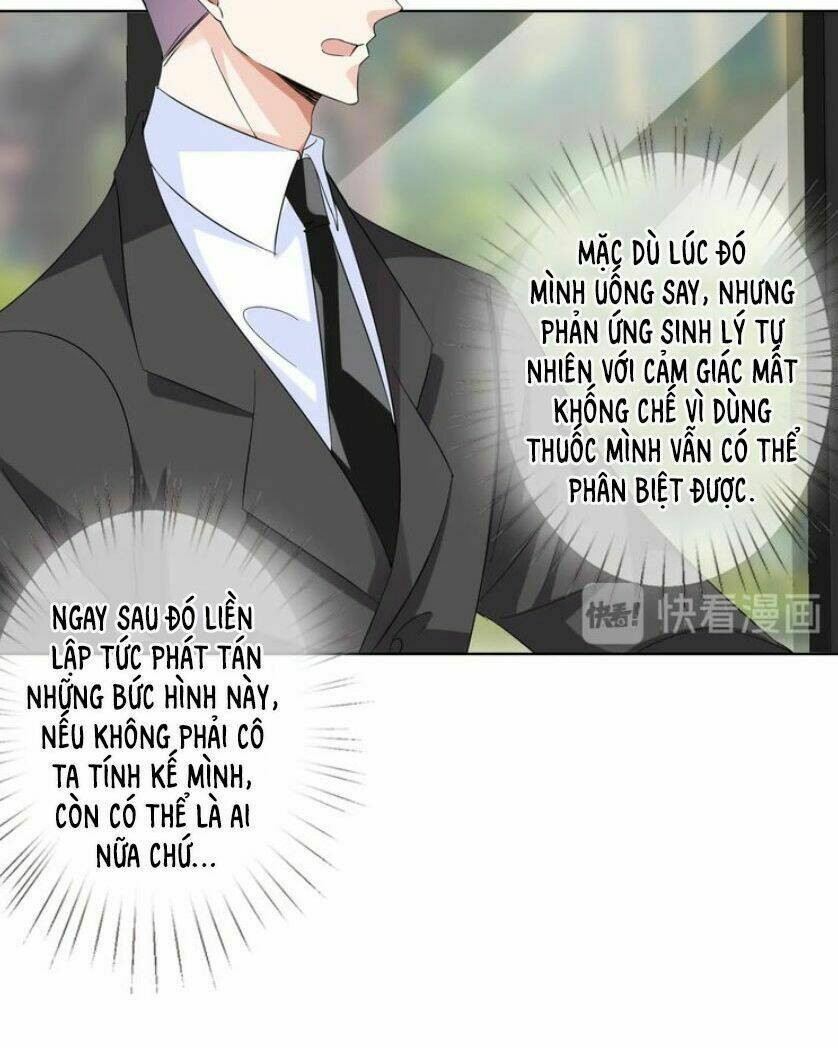 MẶC DÙ LÚC ĐÓ
MÌNH UỐNG SAY, NHƯNG
PHẢN ỨNG SINH LÝ TỰ
NHIÊN VỚI CẢM GIÁC MẤT
KHỐNG CHẾ VÌ DÙNG
THUỐC MÌNH VẪN CÓ THỂ
PHÂN BIỆT ĐƯỢC.
快看! 快看漫画
NGAY SAU ĐÓ LIỀN
LẬP TỨC PHÁT TÁN
NHỮNG BỨC HÌNH NÀY,
NẾU KHÔNG PHẢI CÔ
TA TÍNH KẾ MÌNH,
CÒN CÓ THỂ LÀ AI
NỮA CHỨ...